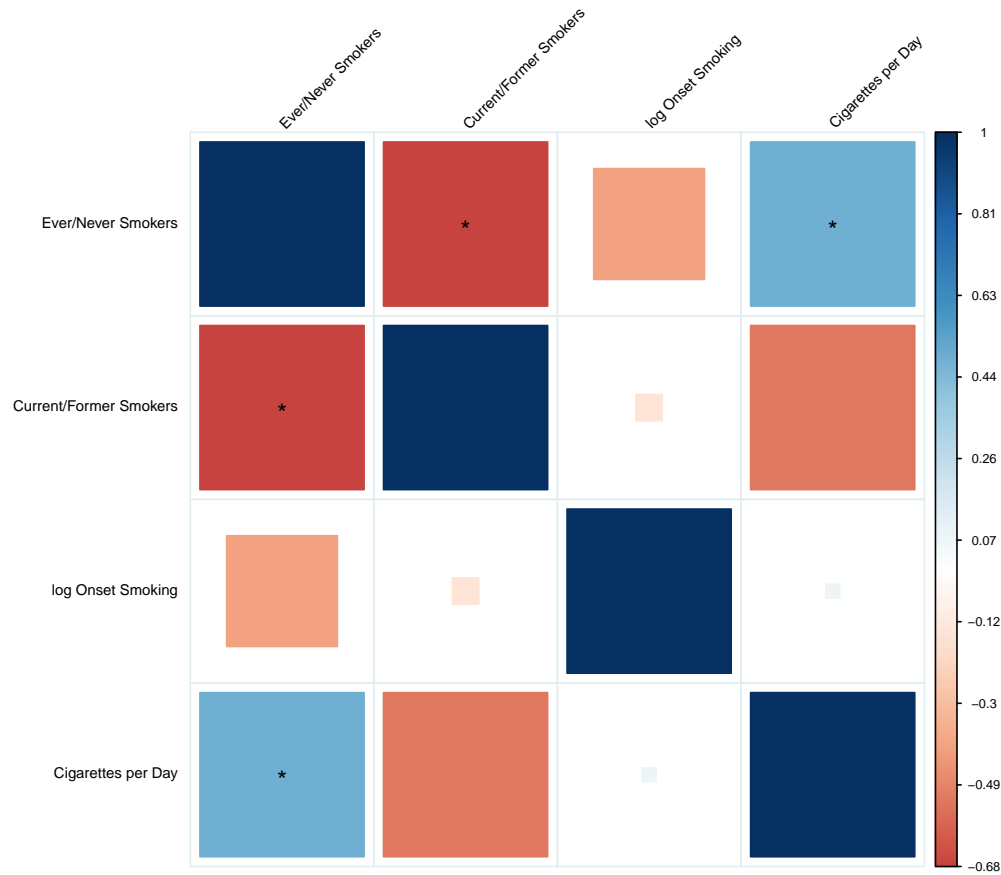 Ever/Never Smokers
Current/Former Smokers
log Onset Smoking
Cigarettes per Day
Ever/Never Smokers
*
*
Current/Former Smokers
*
log Onset Smoking
Cigarettes per Day
*
1
0.81
0.63
0.44
0.26
0.07
−0.12
−0.3
−0.49
−0.68